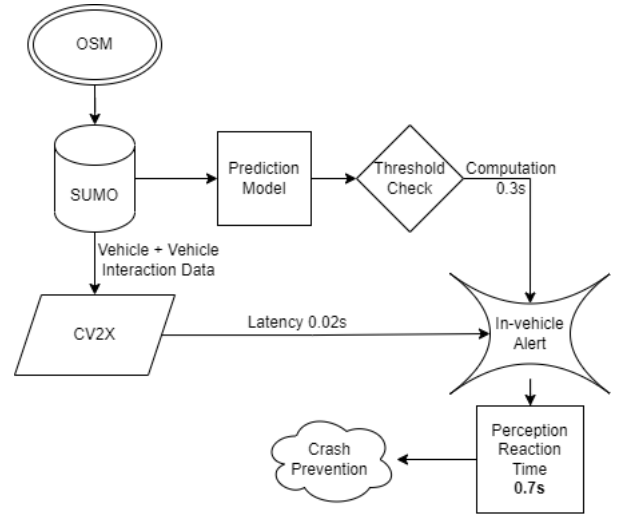 OSM
SUMO
Prediction
Model
Threshold
Check
Computation
0.3s
Vehicle + Vehicle
Interaction Data
CV2X
Latency 0.02s
In-vehicle
Alert
Perception
Reaction
Time
0.7s
Crash
Prevention